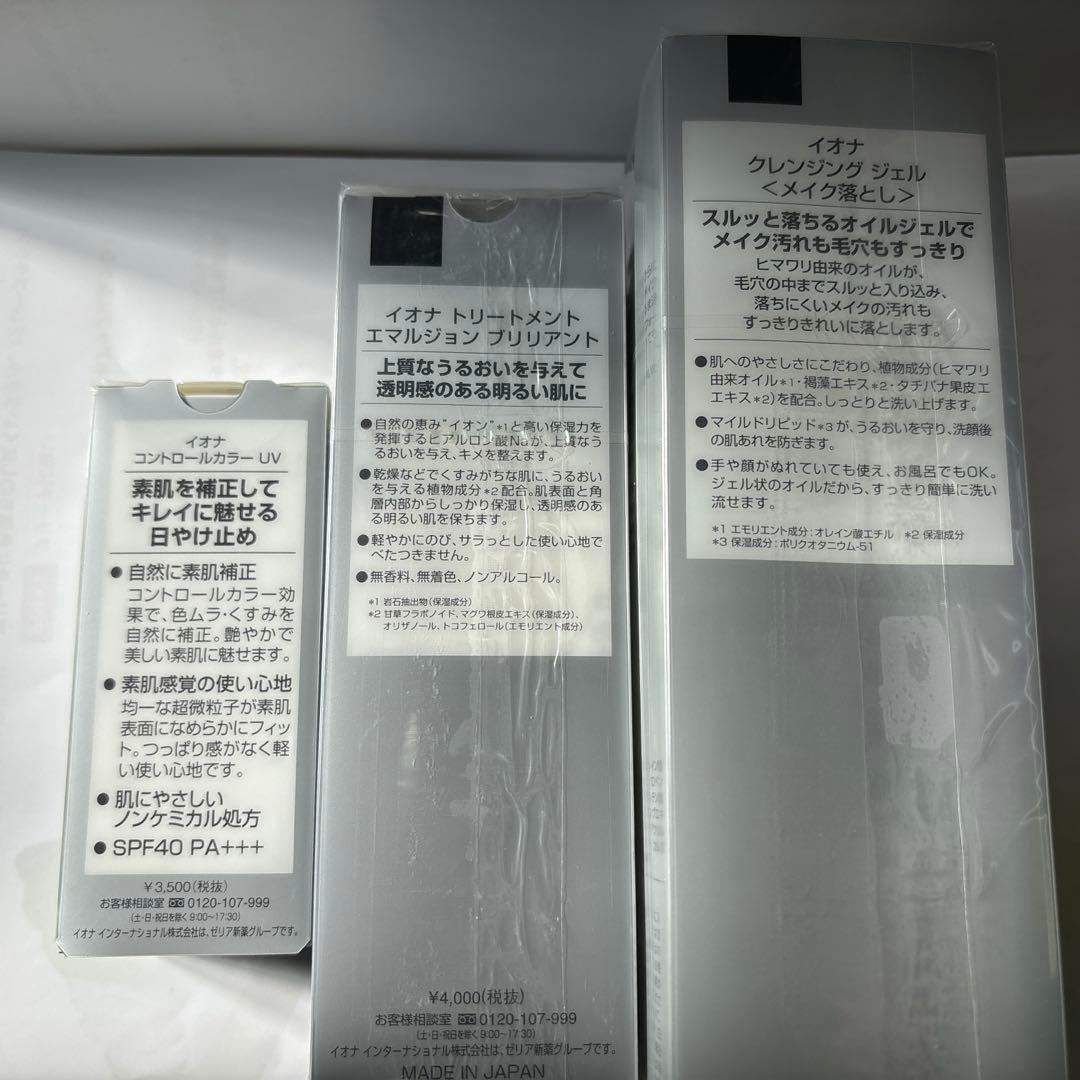 イオナ
コントロールカラー UV
素肌を補正して
キレイに魅せる
日やけ止め
● 自然に素肌補正
コントロールカラー効
果で、色ムラ・くすみを
自然に補正。艶やかで
美しい素肌に魅せます。
● 素肌感覚の使い心地
均一な超微粒子が素肌
表面になめらかにフィッ
ト。つっぱり感がなく軽
い使い心地です。
● 肌にやさしい
ノンケミカル処方
● SPF40 PA+++
¥3,500(税抜)
お客様相談室 0120-107-999
(土・日・祝日を除く 9:00〜17:30)
イオナ インターナショナル株式会社は、ゼリア新薬グループです。
イオナ トリートメント
エマルジョン ブリリアント
上質なうるおいを与えて
透明感のある明るい肌に
●自然の恵み"イオン"*1と高い保湿力を
発揮するヒアルロン酸Naが、上質なう
るおいを与え、キメを整えます。
●乾燥などでくすみがちな肌に、うるおい
を与える植物成分*2配合。肌表面と角
層内部からしっかり保湿し、透明感のあ
る明るい肌を保ちます。
●軽やかにのび、サラっとした使い心地で
べたつきません。
●無香料、無着色、ノンアルコール。
*1 岩石抽出物(保湿成分)
*2 甘草フラボノイド、マグワ根皮エキス(保湿成分)、
オリザノール、トコフェロール(エモリエント成分)
¥4,000(税抜)
お客様相談室 0120-107-999
(土・日・祝日を除く 9:00〜17:30)
イオナ インターナショナル株式会社は、ゼリア新薬グループです。
MADE IN JAPAN
イオナ
クレンジング ジェル
<メイク落とし>
スルッと落ちるオイルジェルで
メイク汚れも毛穴もすっきり
ヒマワリ由来のオイルが、
毛穴の中までスルッと入り込み、
落ちにくいメイクの汚れも
すっきりきれいに落とします。
●肌へのやさしさにこだわり、植物成分(ヒマワリ
由来オイル*1・褐藻エキス*2・タチバナ果皮エ
エキス*2)を配合。しっとりと洗い上げます。
●マイルドリピッド*3が、うるおいを守り、洗顔後
の肌あれを防ぎます。
●手や顔がぬれていても使え、お風呂でもOK。
ジェル状のオイルだから、すっきり簡単に洗い
流せます。
*1 エモリエント成分:オレイン酸エチル *2 保湿成分
*3 保湿成分:ポリクオタニウム-51